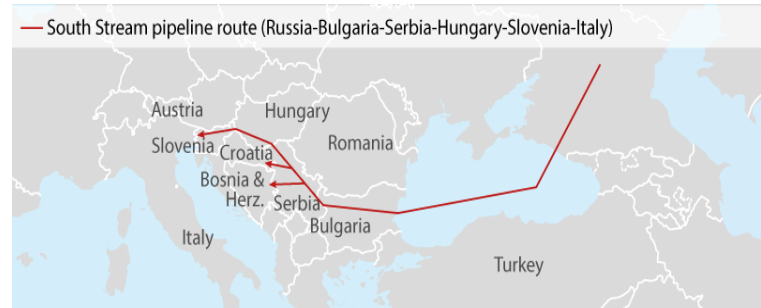 South Stream pipeline route (Russia-Bulgaria-Serbia-Hungary-Slovenia-Italy)
Austria
Hungary
Slovenia
Romania
Croatia
Bosnia &
Herz.
Serbia
Bulgaria
Italy
Turkey